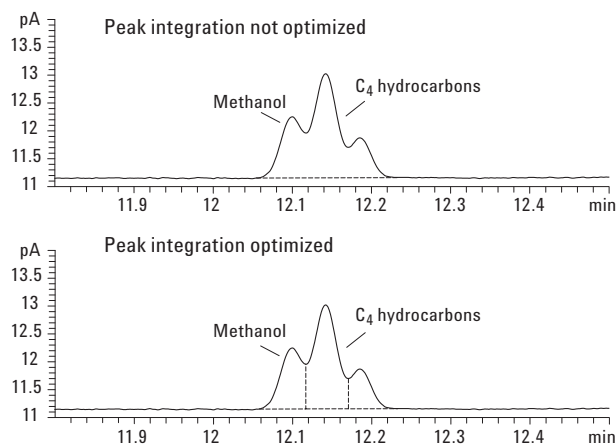 pA
Peak integration not optimized
13.5
13
12.5
12
11.5
11
Methanol
C4 hydrocarbons
11.9 12 12.1 12.2 12.3 12.4 min
pA
Peak integration optimized
13.5
13
12.5
12
11.5
11
Methanol
C4 hydrocarbons
11.9 12 12.1 12.2 12.3 12.4 min